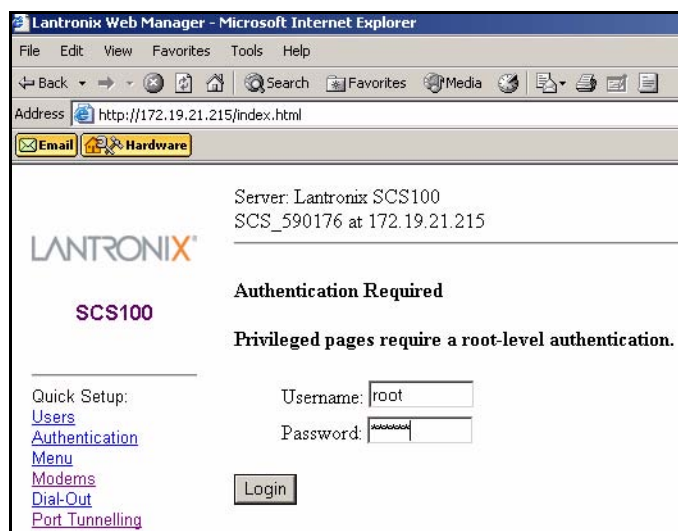 Lantronix Web Manager - Microsoft Internet Explorer
File Edit View Favorites Tools Help
Back Search Favorites Media
Address http://172.19.21.215/index.html
Email Hardware
LANTRONIX®
SCS100
Quick Setup:
Users
Authentication
Menu
Modems
Dial-Out
Port Tunnelling
Server: Lantronix SCS100
SCS_590176 at 172.19.21.215
Authentication Required
Privileged pages require a root-level authentication.
Username: root
Password: ******
Login